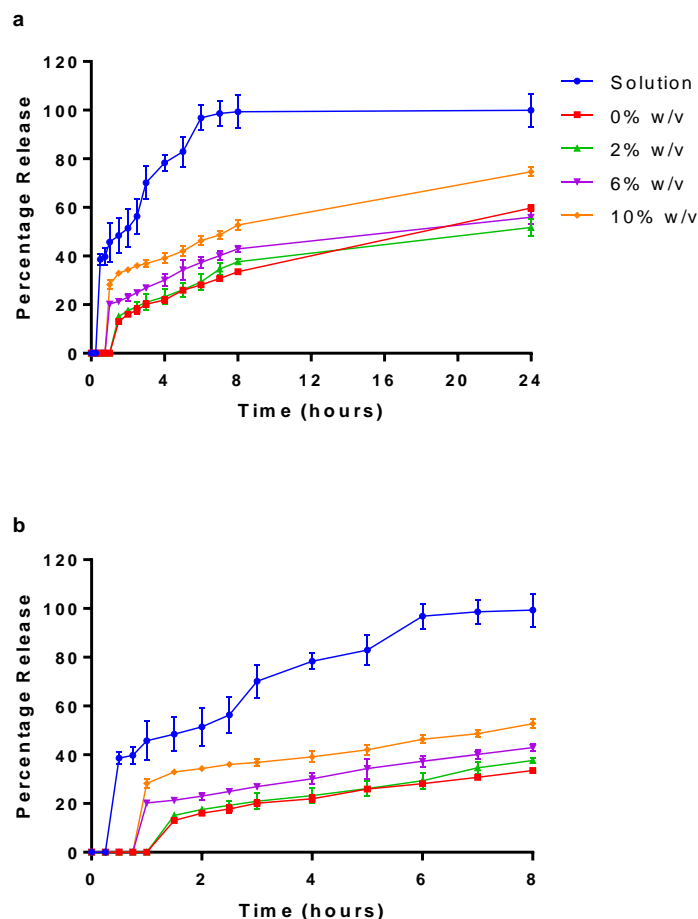 a
120
100
80
60
40
20
0
Percentage Release
0 4 8 12 16 20 24
Time (hours)
Solution
0% w/v
2% w/v
6% w/v
10% w/v
b
120
100
80
60
40
20
0
Percentage Release
0 2 4 6 8
Time (hours)